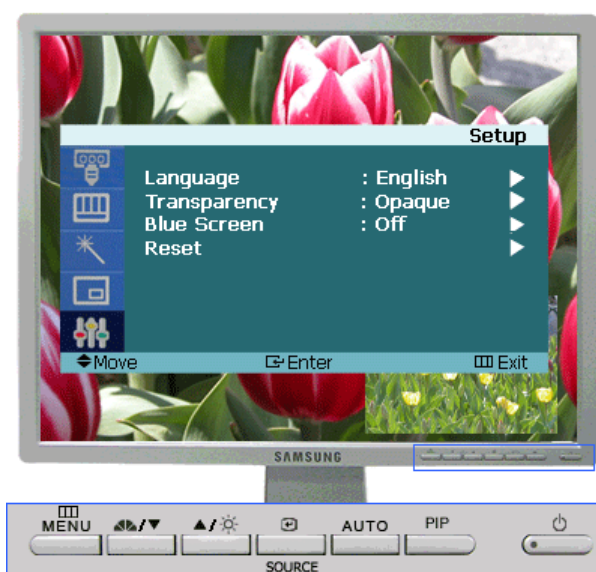 Setup
Language : English
Transparency : Opaque
Blue Screen : Off
Reset
Move Enter Exit
SAMSUNG
MENU AUTO PIP
SOURCE